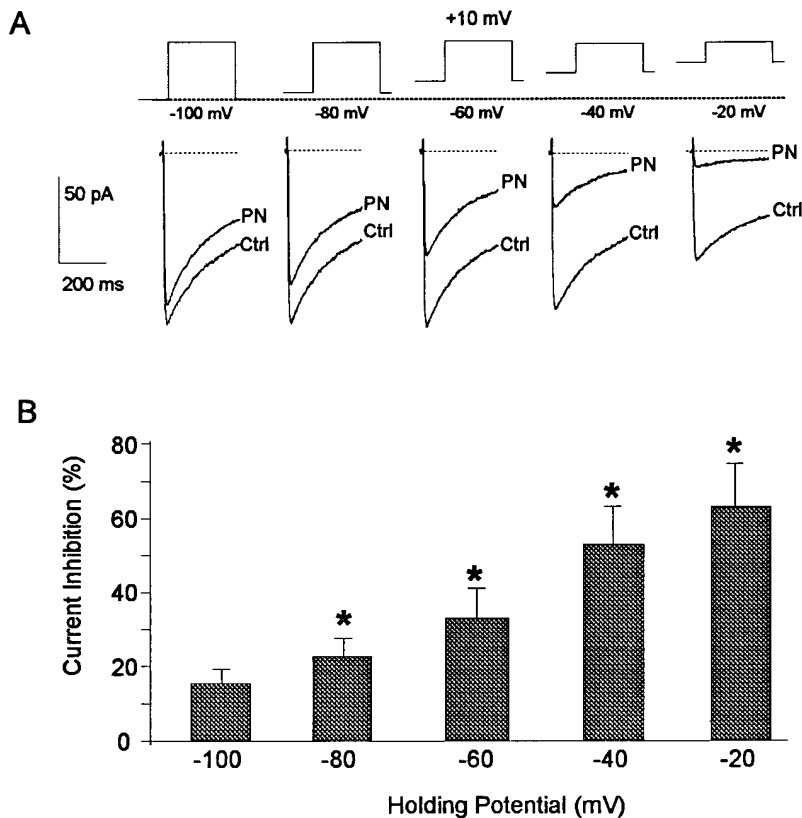 A
+10 mV
-100 mV
-80 mV
-60 mV
-40 mV
-20 mV
50 pA
200 ms
PN
Ctrl
PN
Ctrl
PN
Ctrl
PN
Ctrl
PN
Ctrl
B
Current Inhibition (%)
80
60
40
20
0
*
*
*
*
-100
-80
-60
-40
-20
Holding Potential (mV)